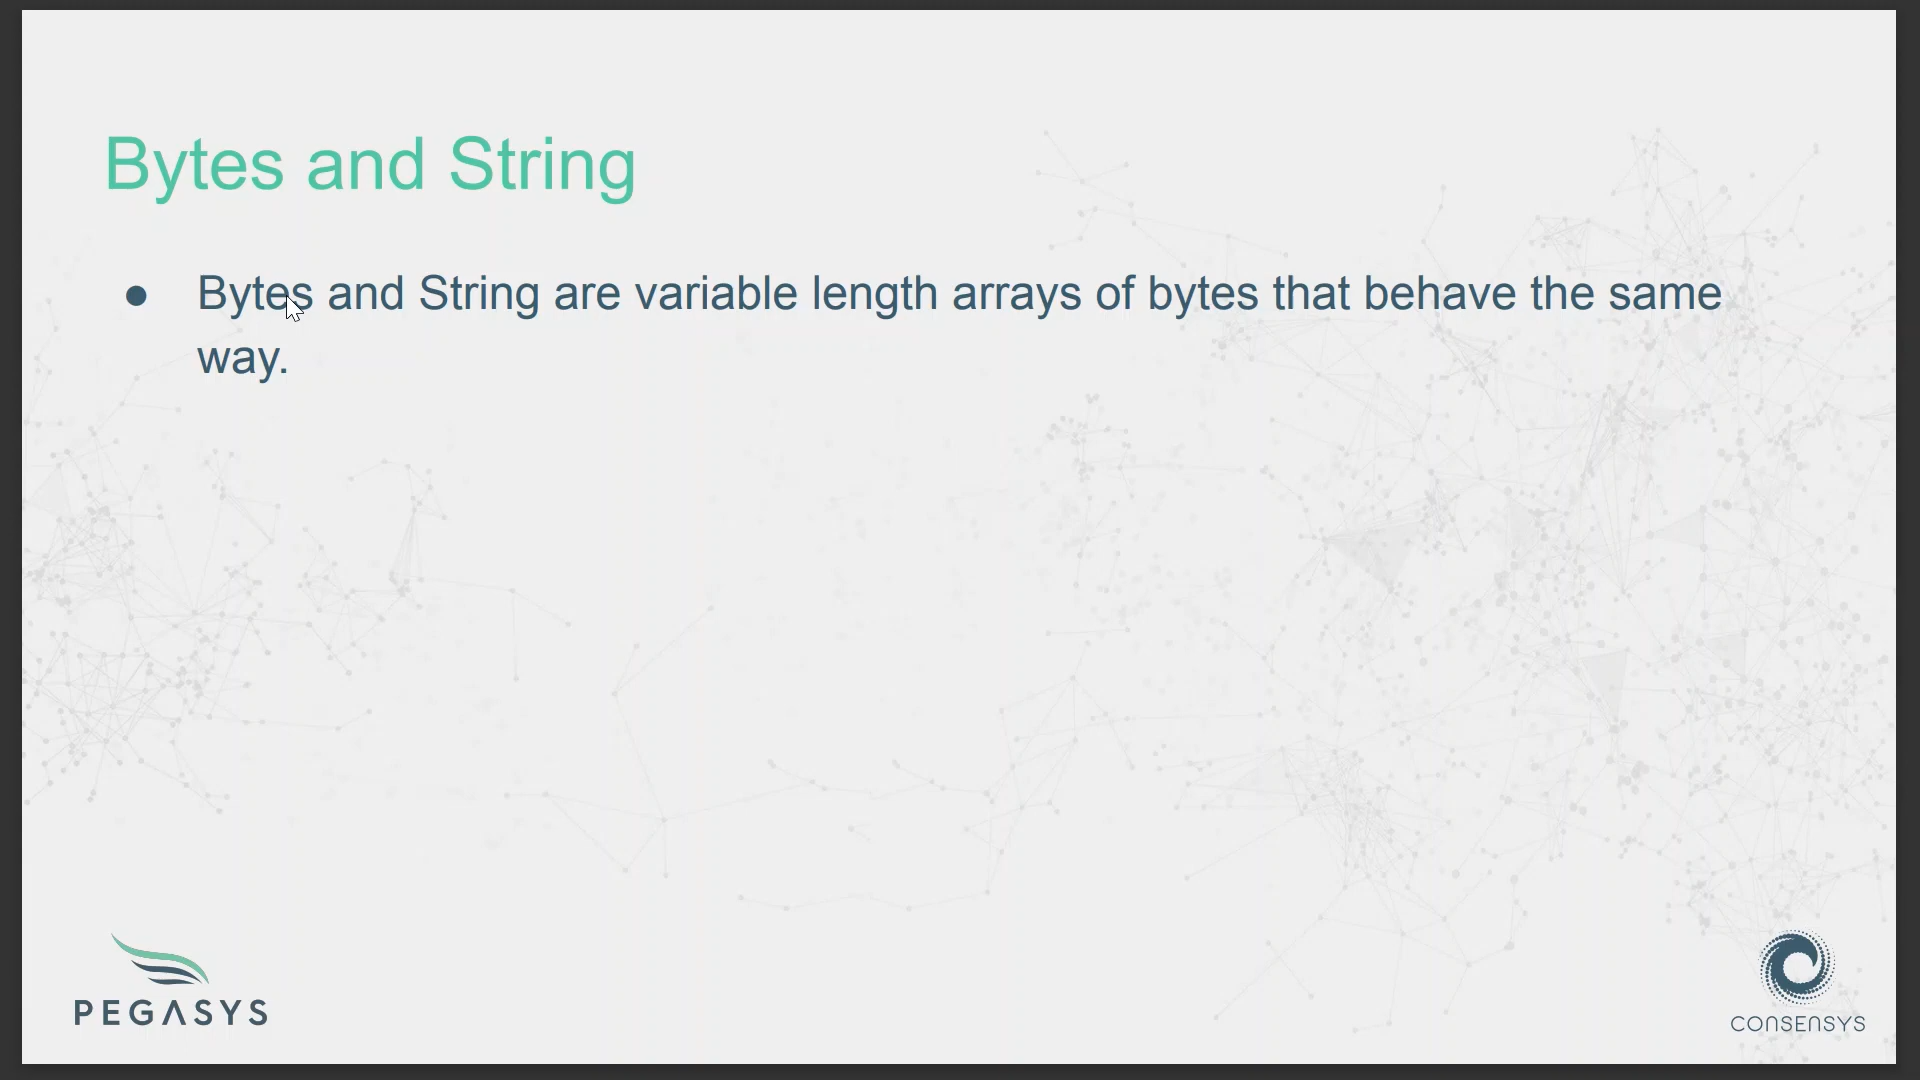 Bytes and String
● Bytes and String are variable length arrays of bytes that behave the same
way.
PEGASYS
CONSENSYS